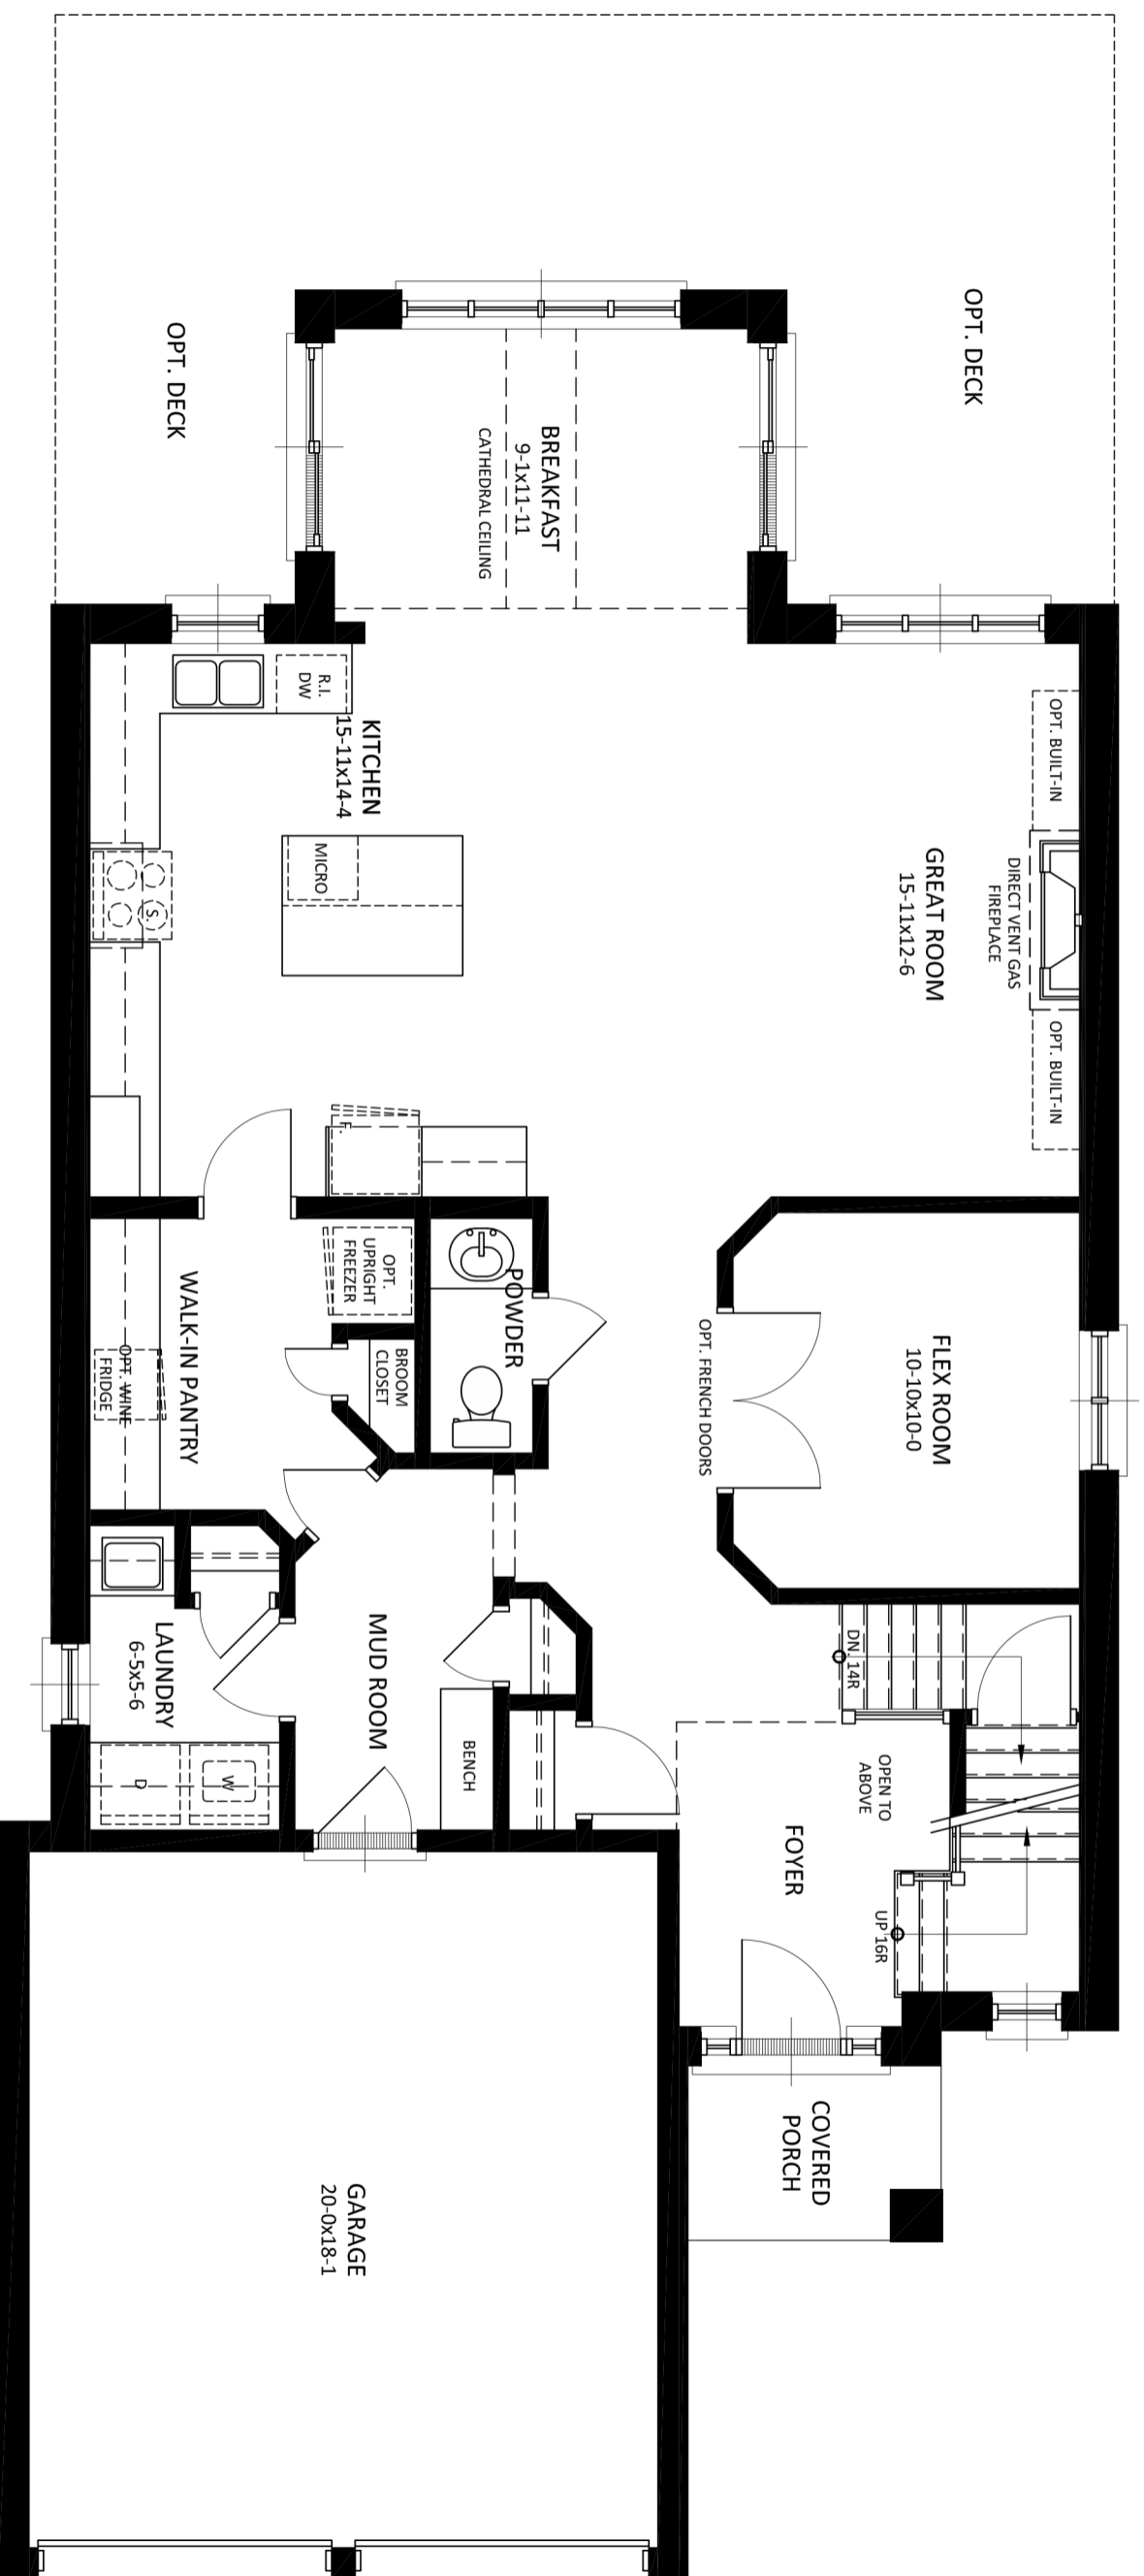 OPT. DECK
OPT. DECK
BREAKFAST
9-1x11-11
CATHEDRAL CEILING
OPT. BUILT-IN
DIRECT VENT GAS
FIREPLACE
OPT. BUILT-IN
GREAT ROOM
15-11x12-6
R.I.
DW
KITCHEN
15-11x14-4
MICRO
S.
F.
OPT.
UPRIGHT
FREEZER
POWDER
BROOM
CLOSET
WALK-IN PANTRY
OPT. WINE
FRIDGE
FLEX ROOM
10-10x10-0
OPT. FRENCH DOORS
LAUNDRY
6-5x5-6
D
W
MUD ROOM
BENCH
DN. 14R
OPEN TO
ABOVE
FOYER
UP 16R
COVERED
PORCH
GARAGE
20-0x18-1